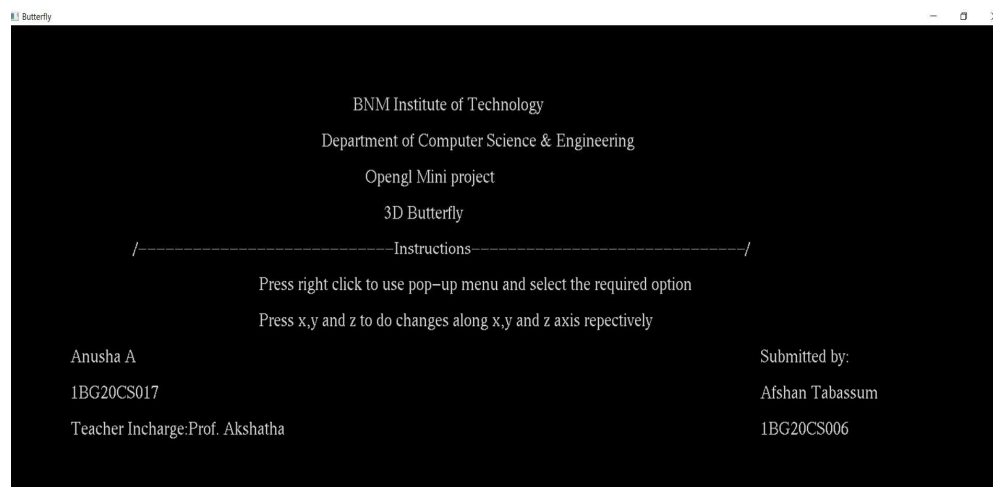 Butterfly
BNM Institute of Technology
Department of Computer Science & Engineering
Opengl Mini project
3D Butterfly
/----------------------------Instructions------------------------------/
Press right click to use pop-up menu and select the required option
Press x,y and z to do changes along x,y and z axis repectively
Anusha A
Submitted by:
1BG20CS017
Afshan Tabassum
Teacher Incharge:Prof. Akshatha
1BG20CS006